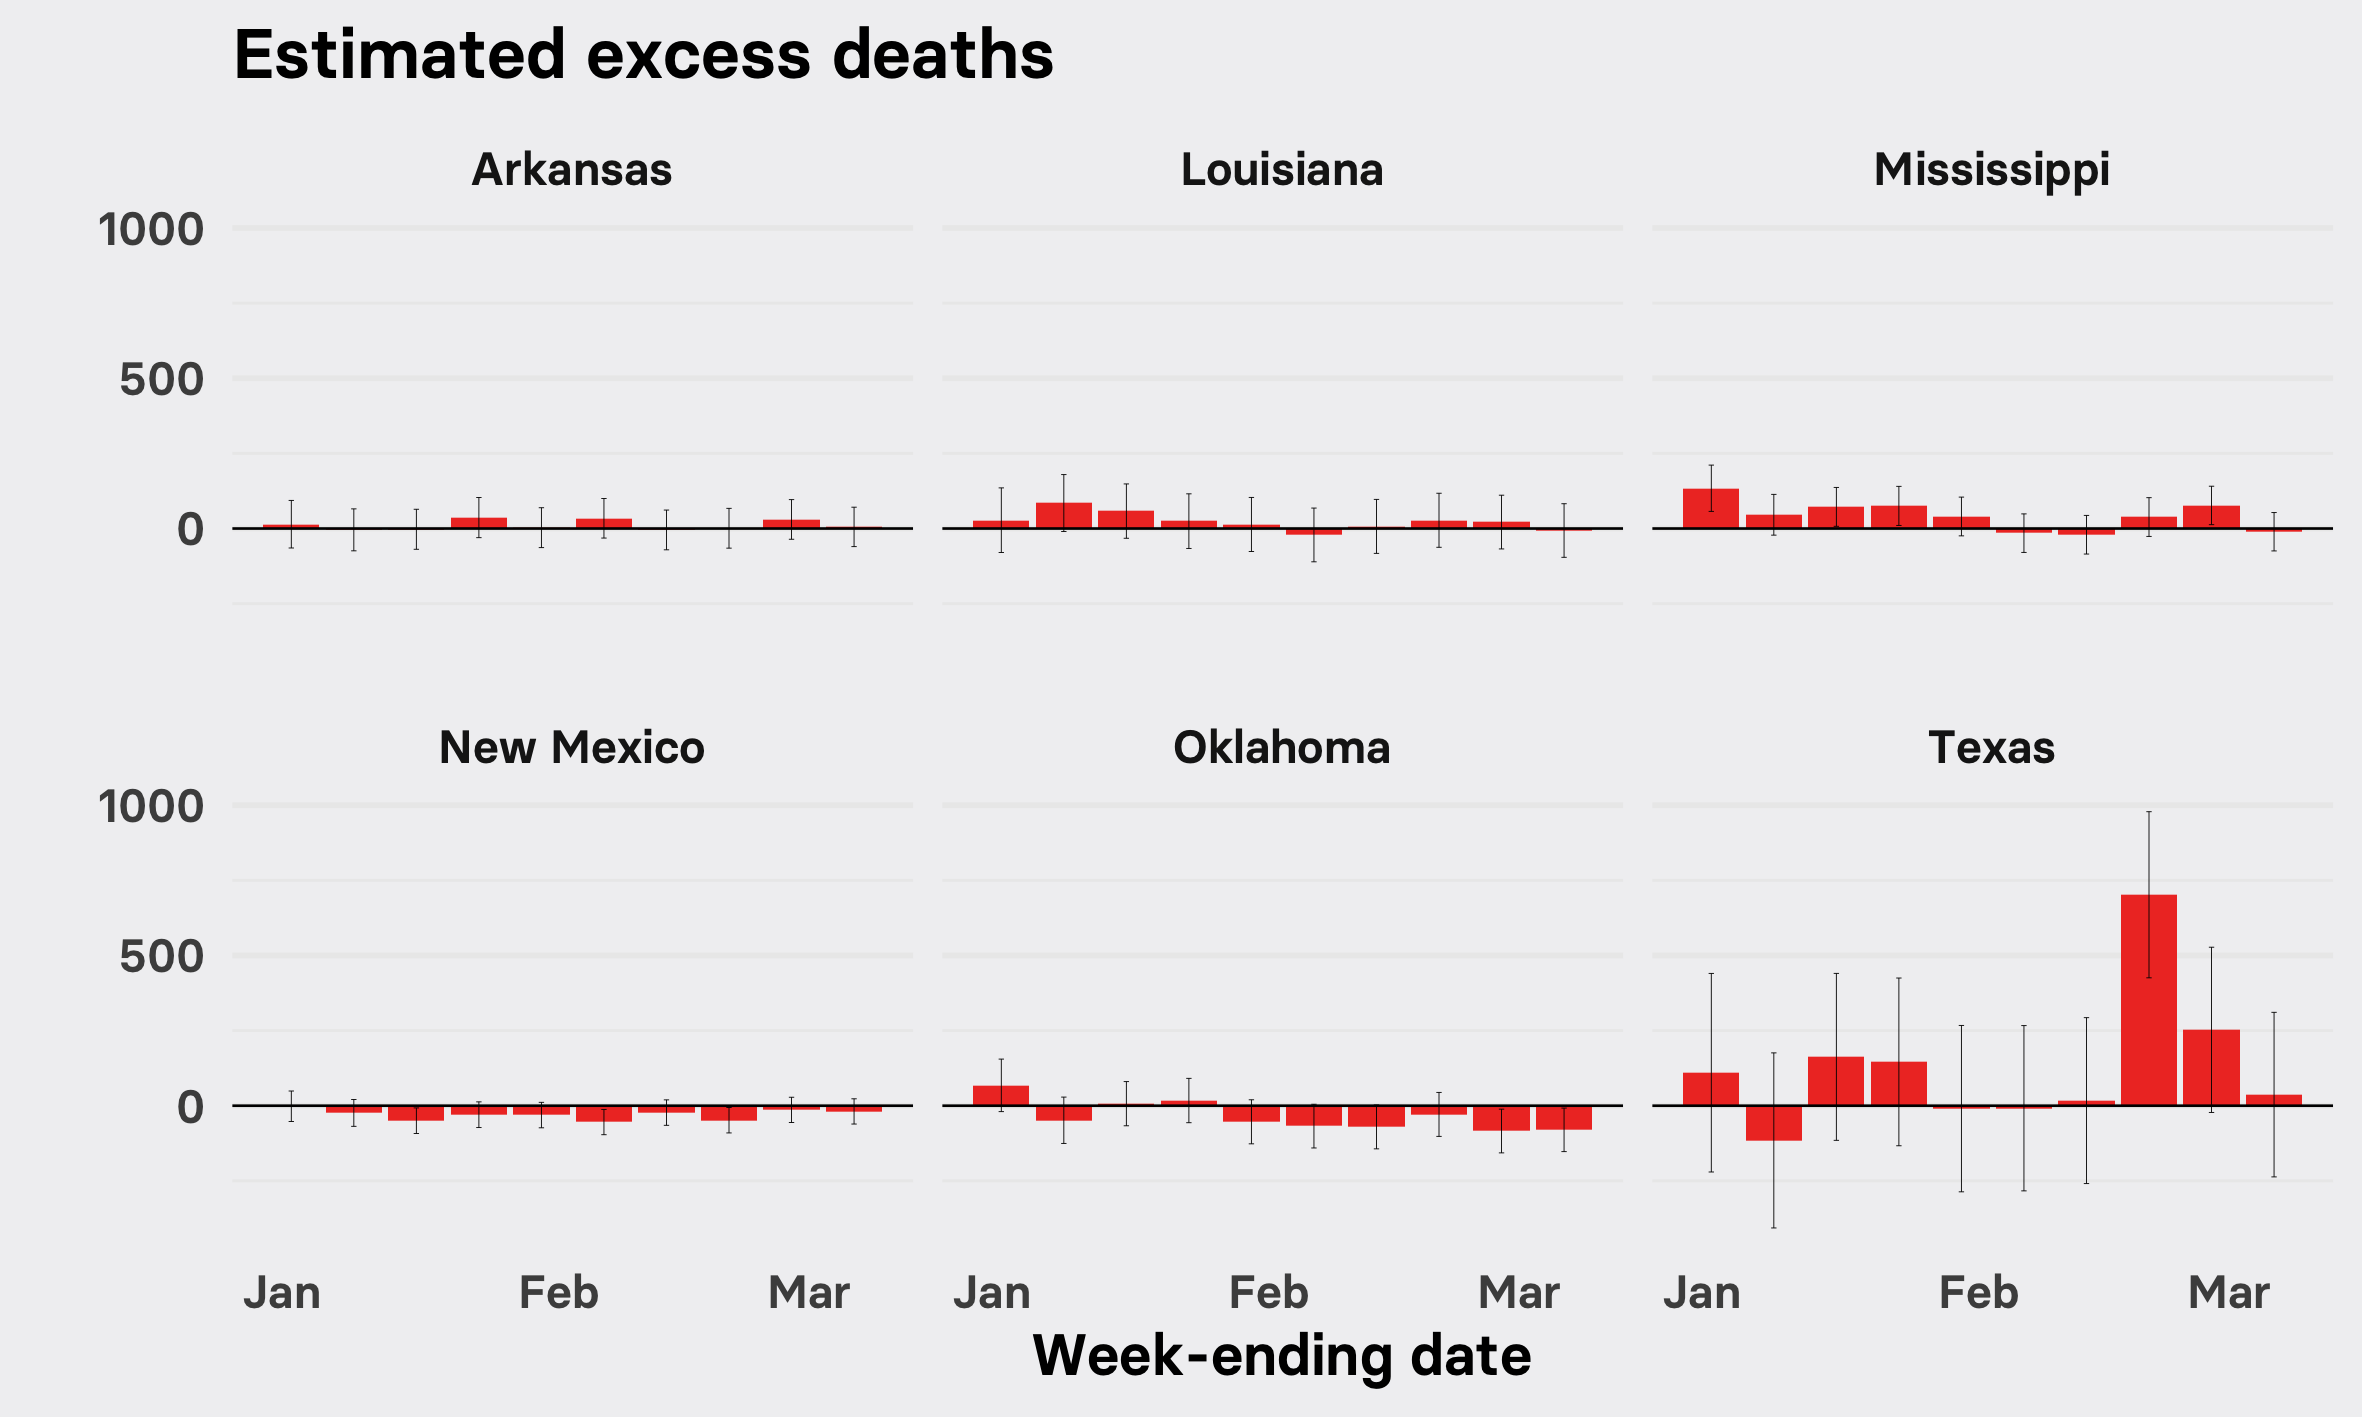 Estimated excess deaths
Arkansas Louisiana Mississippi
1000
500
0
New Mexico Oklahoma Texas
1000
500
0
Jan Feb Mar Jan Feb Mar Jan Feb Mar
Week-ending date